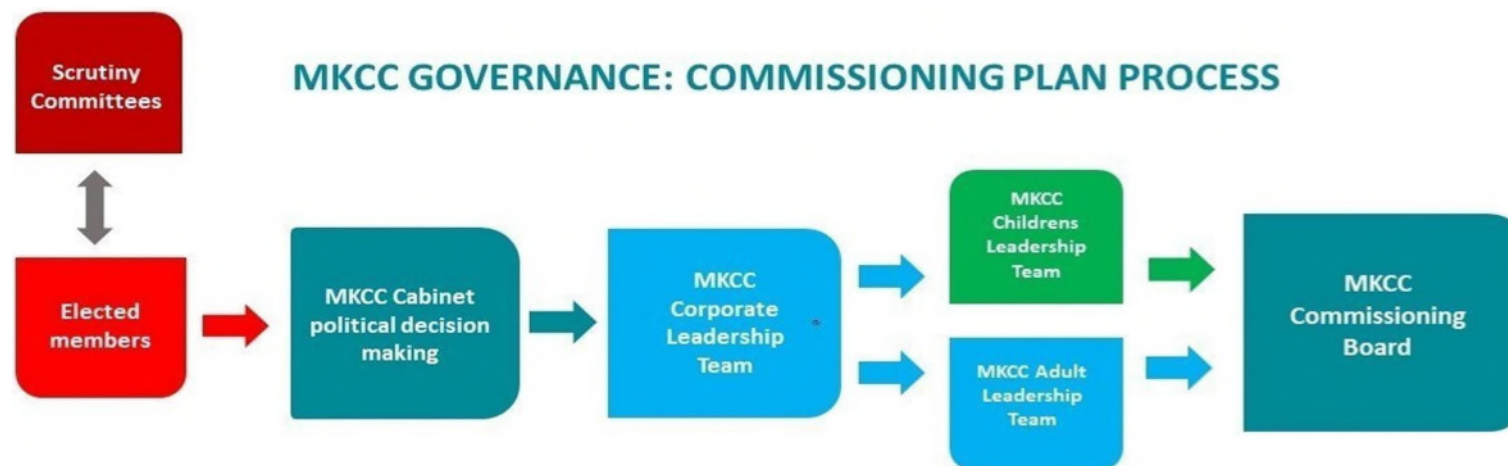 Scrutiny
Committees
MKCC GOVERNANCE: COMMISSIONING PLAN PROCESS
Elected
members
MKCC Cabinet
political decision
making
MKCC
Corporate
Leadership
Team
MKCC
Childrens
Leadership
Team
MKCC Adult
Leadership
Team
MKCC
Commissioning
Board